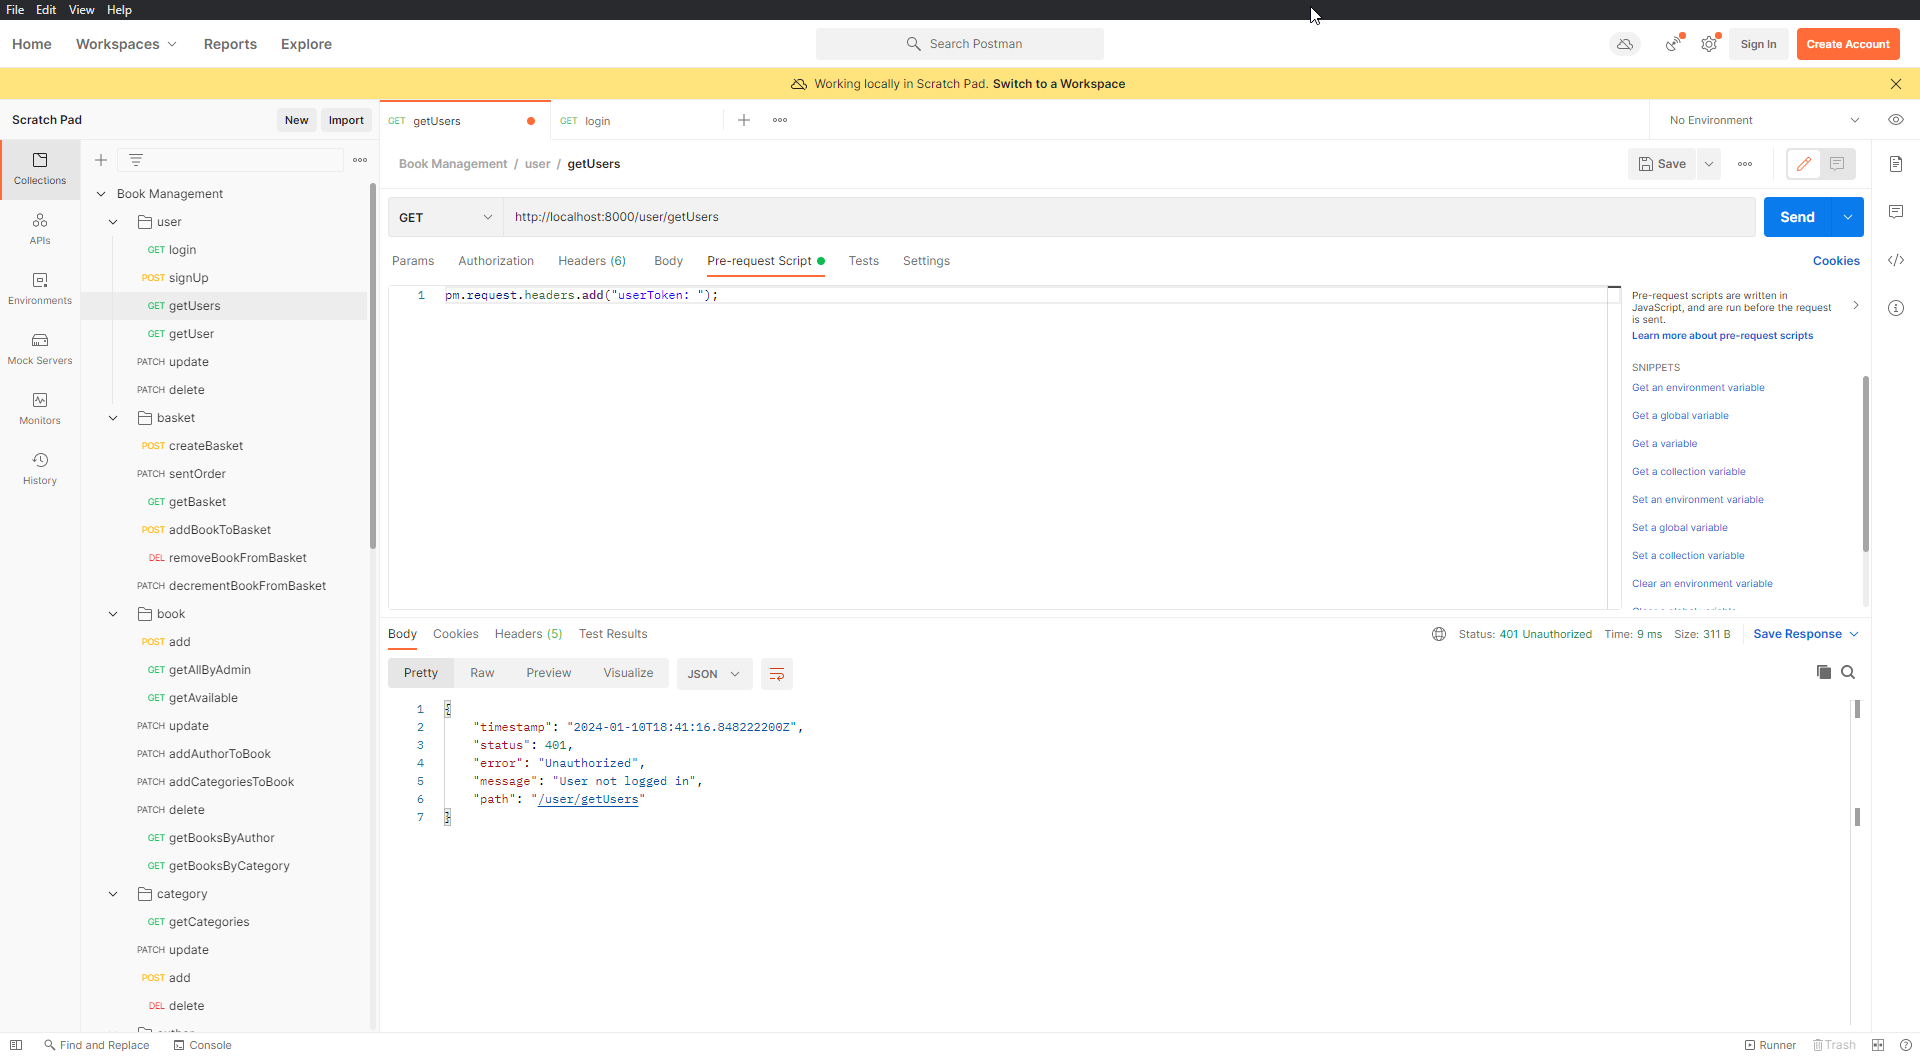 File Edit View Help
Home Workspaces Reports Explore
Search Postman
Sign In
Create Account
Working locally in Scratch Pad. Switch to a Workspace
Scratch Pad
New Import
GET getUsers
GET login
No Environment
Collections
APIs
Environments
Mock Servers
Monitors
History
Book Management
user
GET login
POST signUp
GET getUsers
GET getUser
PATCH update
PATCH delete
basket
POST createBasket
PATCH sentOrder
GET getBasket
POST addBookToBasket
DEL removeBookFromBasket
PATCH decrementBookFromBasket
book
POST add
GET getAllByAdmin
GET getAvailable
PATCH update
PATCH addAuthorToBook
PATCH addCategoriesToBook
PATCH delete
GET getBooksByAuthor
GET getBooksByCategory
category
GET getCategories
PATCH update
POST add
DEL delete
Book Management / user / getUsers
Save
GET http://localhost:8000/user/getUsers
Send
Params Authorization Headers (6) Body Pre-request Script Tests Settings
Cookies
1 pm.request.headers.add("userToken: ");
Pre-request scripts are written in
JavaScript, and are run before the request
is sent.
Learn more about pre-request scripts
SNIPPETS
Get an environment variable
Get a global variable
Get a variable
Get a collection variable
Set an environment variable
Set a global variable
Set a collection variable
Clear an environment variable
Body Cookies Headers (5) Test Results
Status: 401 Unauthorized Time: 9 ms Size: 311 B Save Response
Pretty Raw Preview Visualize JSON
1 {
2 "timestamp": "2024-01-10T18:41:16.848222200Z",
3 "status": 401,
4 "error": "Unauthorized",
5 "message": "User not logged in",
6 "path": "/user/getUsers"
7 }
Find and Replace Console
Runner Trash